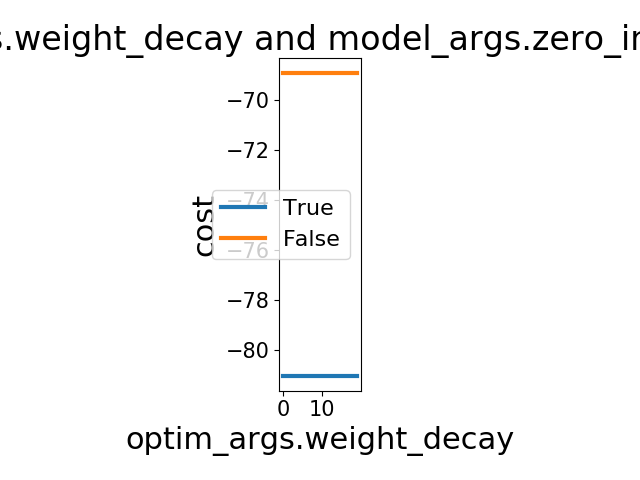 s.weight_decay and model_args.zero_in
−70
−72
−74
−76
−78
−80
cost
True
False
0 10
optim_args.weight_decay